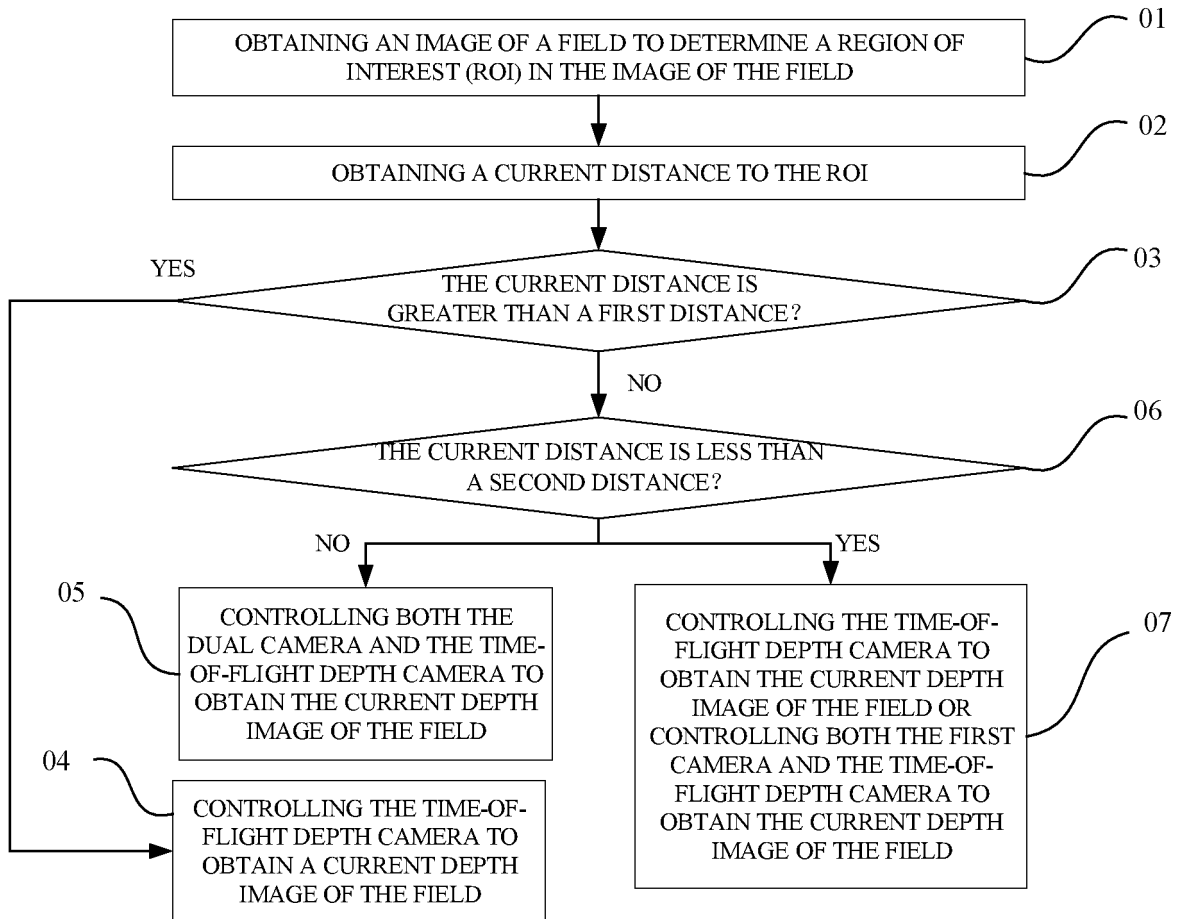 OBTAINING AN IMAGE OF A FIELD TO DETERMINE A REGION OF
INTEREST (ROI) IN THE IMAGE OF THE FIELD
01
OBTAINING A CURRENT DISTANCE TO THE ROI
02
YES
THE CURRENT DISTANCE IS
GREATER THAN A FIRST DISTANCE?
03
NO
THE CURRENT DISTANCE IS LESS THAN
A SECOND DISTANCE?
06
NO
YES
05
CONTROLLING BOTH THE
DUAL CAMERA AND THE TIME-
OF-FLIGHT DEPTH CAMERA TO
OBTAIN THE CURRENT DEPTH
IMAGE OF THE FIELD
CONTROLLING THE TIME-OF-
FLIGHT DEPTH CAMERA TO
OBTAIN THE CURRENT DEPTH
IMAGE OF THE FIELD OR
CONTROLLING BOTH THE FIRST
CAMERA AND THE TIME-OF-
FLIGHT DEPTH CAMERA TO
OBTAIN THE CURRENT DEPTH
IMAGE OF THE FIELD
07
04
CONTROLLING THE TIME-OF-
FLIGHT DEPTH CAMERA TO
OBTAIN A CURRENT DEPTH
IMAGE OF THE FIELD